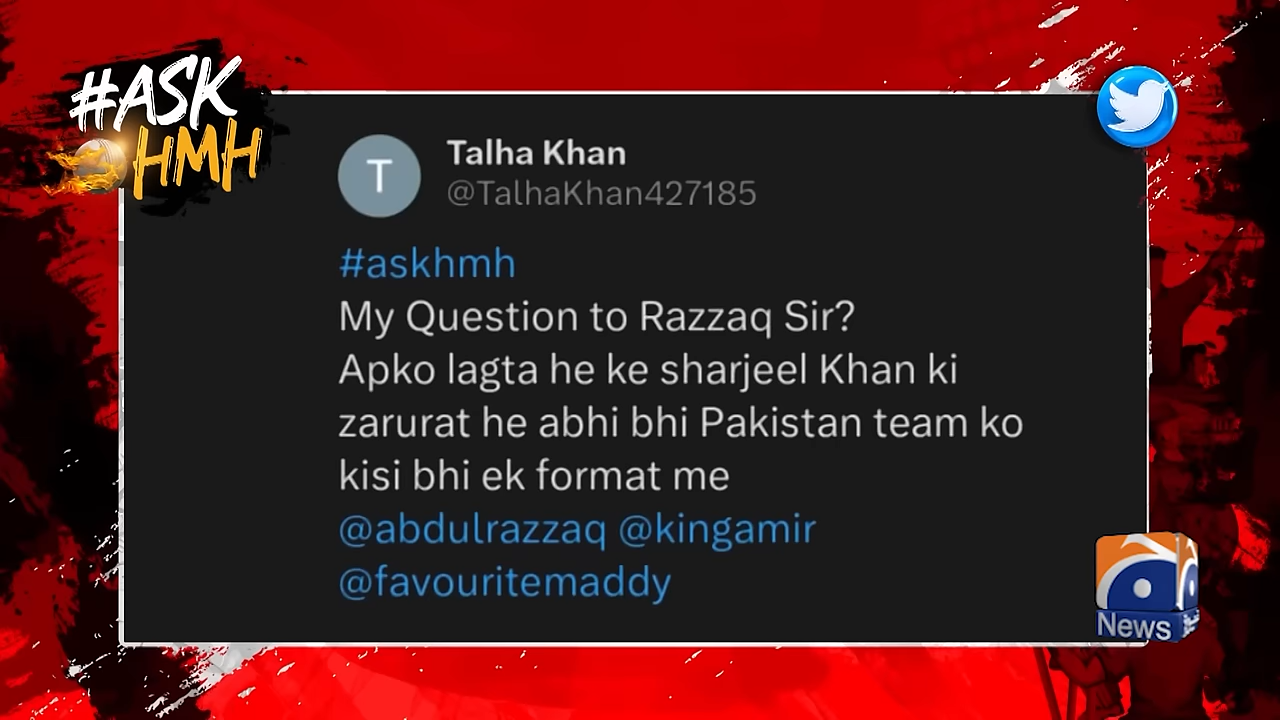 #ASK
HMH
T
Talha Khan
@TalhaKhan427185
#askhmh
My Question to Razzaq Sir?
Apko lagta he ke sharjeel Khan ki
zarurat he abhi bhi Pakistan team ko
kisi bhi ek format me
@abdulrazzaq @kingamir
@favouritemaddy
News